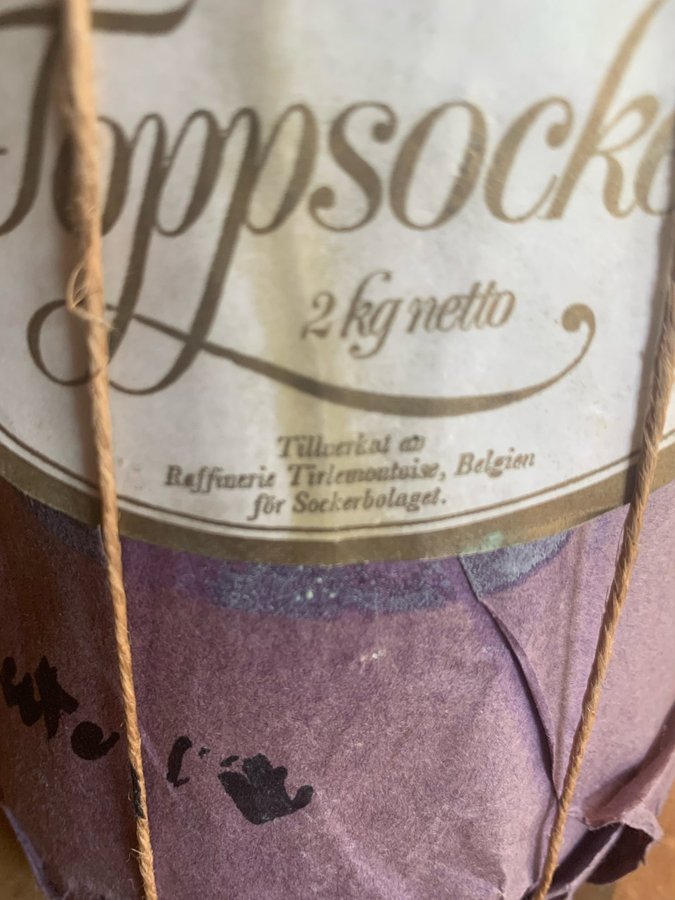 Toppsocke
2 kg netto
Tillverkat av
Raffinerie Tirlemontoise, Belgien
för Sockerbolaget.